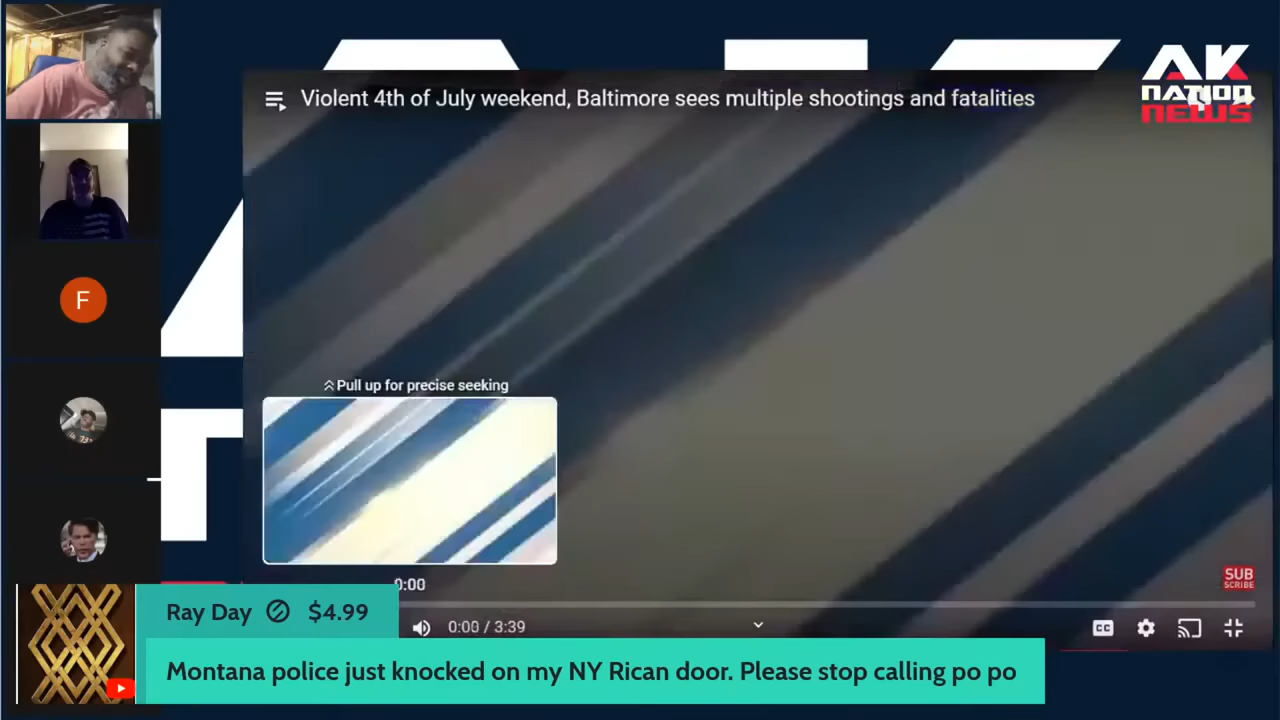 Violent 4th of July weekend, Baltimore sees multiple shootings and fatalities
AK
NATION
NEWS
Pull up for precise seeking
F
0:00
0:00 / 3:39
CC
SUB
SCRIBE
Ray Day $4.99
Montana police just knocked on my NY Rican door. Please stop calling po po